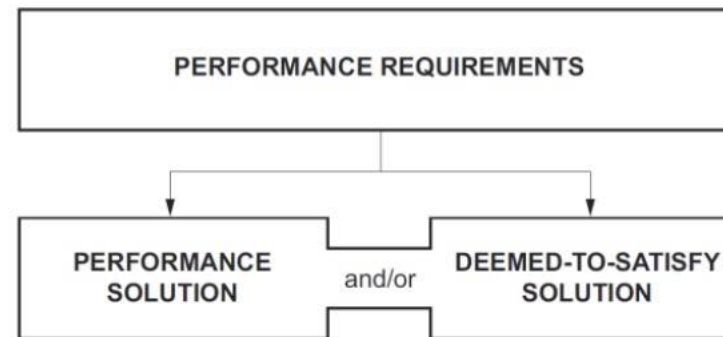 PERFORMANCE REQUIREMENTS
PERFORMANCE
SOLUTION
and/or
DEEMED-TO-SATISFY
SOLUTION